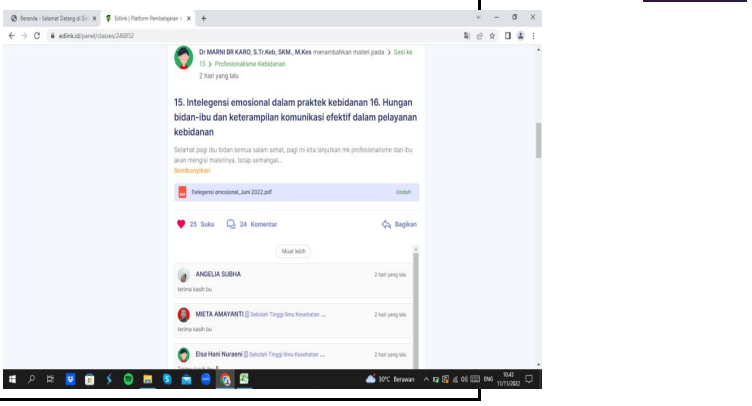 Beranda - Selamat Datang di Si
Edlink | Platform Pembelajaran
edlink.id/panel/classes/246832
Dr MARNI BR KARO, S.Tr.Keb, SKM., M.Kes menambahkan materi pada > Sesi ke
13 > Profesionalisme Kebidanan
2 hari yang lalu
15. Intelegensi emosional dalam praktek kebidanan 16. Hungan
bidan-ibu dan keterampilan komunikasi efektif dalam pelayanan
kebidanan
Selamat pagi ibu bidan semua salam sehat, pagi ini kita lanjutkan mk profesionalisme dan ibu
akan mengisi materinya, tetap semangat...
Sembunyikan
Itelegensi emosional_Juni 2022.pdf
Unduh
25 Suka
24 Komentar
Bagikan
Muat lebih
ANGELIA SUBHA
2 hari yang lalu
terima kasih bu
MIETA AMAYANTI Sekolah Tinggi Ilmu Kesehatan ...
2 hari yang lalu
terima kasih bu
Elsa Hani Nuraeni Sekolah Tinggi Ilmu Kesehatan ...
2 hari yang lalu
30°C Berawan
ENG
10.43
11/11/2022